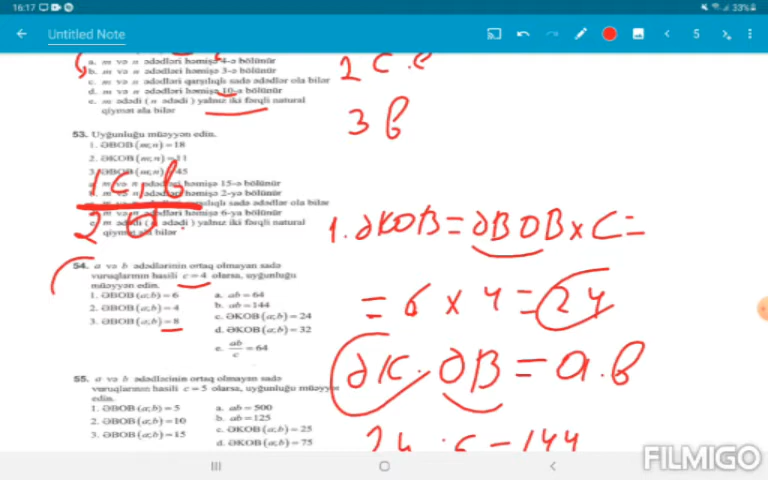 16:17
33%
Untitled Note
5
a. m və n ədədləri həmişə 4-ə bölünür
b. m və n ədədləri həmişə 3-ə bölünür
c. m və n ədədləri qarşılıqlı sadə ədədlər ola bilər
d. m və n ədədləri həmişə 10-a bölünür
e. m ədədi (n ədədi) yalnız iki fərqli natural
qiymət ala bilər
2 c.e
3 b
53. Uyğunluğu müəyyən edin.
1. ƏBOB(m;n)=18
2. ƏKOB(m;n)=11
45
m və n ədədləri həmişə 15-ə bölünür
m və n ədədləri həmişə 2-yə bölünür
sadə ədədlər ola bilər
m və n ədədləri həmişə 6-ya bölünür
ədədi) yalnız iki fərqli natural
qiymət ala bilər
1.ƏKOB=ƏBOB×C=
=6×4=24
ƏK.ƏB=a.b
24.6=144
54. a və b ədədlərinin ortaq olmayan sadə
vuruqlarının hasili c=4 olarsa, uyğunluğu
müəyyən edin.
1. ƏBOB(a;b)=6
2. ƏBOB(a;b)=4
3. ƏBOB(a;b)=8
a. ab=64
b. ab=144
c. ƏKOB(a;b)=24
d. ƏKOB(a;b)=32
e. ab/c=64
55. a və b ədədlərinin ortaq olmayan sadə
vuruqlarının hasili c=5 olarsa, uyğunluğu müəyyən
edin.
1. ƏBOB(a;b)=5
2. ƏBOB(a;b)=10
3. ƏBOB(a;b)=15
a. ab=500
b. ab=125
c. ƏKOB(a;b)=25
d. ƏKOB(a;b)=75
FILMIGO